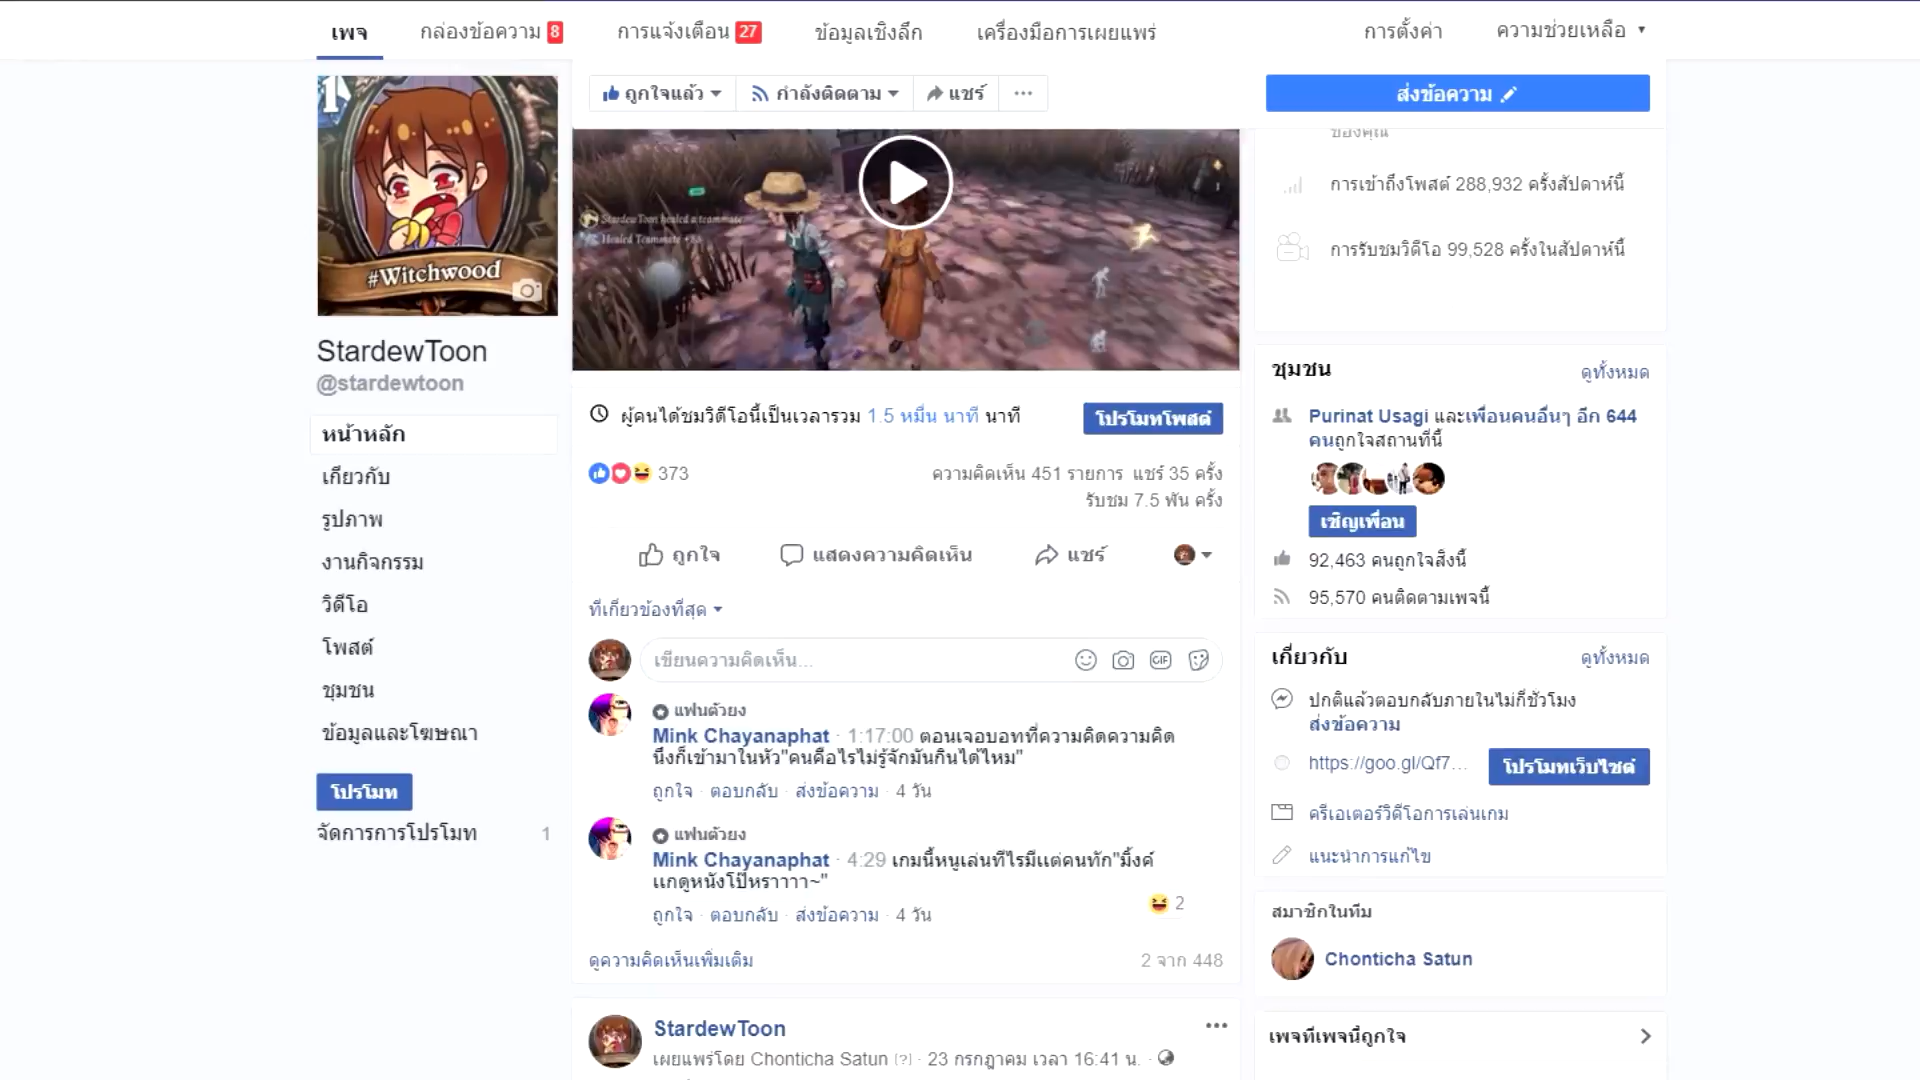 เพจ
กล่องข้อความ 8
การแจ้งเตือน 27
ข้อมูลเชิงลึก
เครื่องมือการเผยแพร่
การตั้งค่า
ความช่วยเหลือ
#Witchwood
StardewToon
@stardewtoon
หน้าหลัก
เกี่ยวกับ
รูปภาพ
งานกิจกรรม
วิดีโอ
โพสต์
ชุมชน
ข้อมูลและโฆษณา
โปรโมท
จัดการการโปรโมท 1
ถูกใจแล้ว
กำลังติดตาม
แชร์
StardewToon healed a teammate
Healed Teammate +83
ผู้คนได้ชมวิดีโอนี้เป็นเวลารวม 1.5 หมื่น นาที นาที
โปรโมทโพสต์
373
ความคิดเห็น 451 รายการ แชร์ 35 ครั้ง
รับชม 7.5 พัน ครั้ง
ถูกใจ
แสดงความคิดเห็น
แชร์
ที่เกี่ยวข้องที่สุด
เขียนความคิดเห็น...
GIF
แฟนตัวยง
Mink Chayanaphat · 1:17:00 ตอนเจอบอทที่ความคิดความคิด
นึงก็เข้ามาในหัว"คนคือไรไม่รู้จักมันกินได้ไหม"
ถูกใจ · ตอบกลับ · ส่งข้อความ · 4 วัน
แฟนตัวยง
Mink Chayanaphat · 4:29 เกมนี้หนูเล่นทีไรมีแต่คนทัก"มิ้งค์
แกดูหนังโป๊หราาาา~"
2
ถูกใจ · ตอบกลับ · ส่งข้อความ · 4 วัน
ดูความคิดเห็นเพิ่มเติม
2 จาก 448
StardewToon
เผยแพร่โดย Chonticha Satun [?] · 23 กรกฎาคม เวลา 16:41 น. ·
ส่งข้อความ
ของคุณ
การเข้าถึงโพสต์ 288,932 ครั้งสัปดาห์นี้
การรับชมวิดีโอ 99,528 ครั้งในสัปดาห์นี้
ชุมชน
ดูทั้งหมด
Purinat Usagi และเพื่อนคนอื่นๆ อีก 644
คนถูกใจสถานที่นี้
เชิญเพื่อน
92,463 คนถูกใจสิ่งนี้
95,570 คนติดตามเพจนี้
เกี่ยวกับ
ดูทั้งหมด
ปกติแล้วตอบกลับภายในไม่กี่ชั่วโมง
ส่งข้อความ
https://goo.gl/Qf7...
โปรโมทเว็บไซต์
ครีเอเตอร์วิดีโอการเล่นเกม
แนะนำการแก้ไข
สมาชิกในทีม
Chonticha Satun
เพจที่เพจนี้ถูกใจ